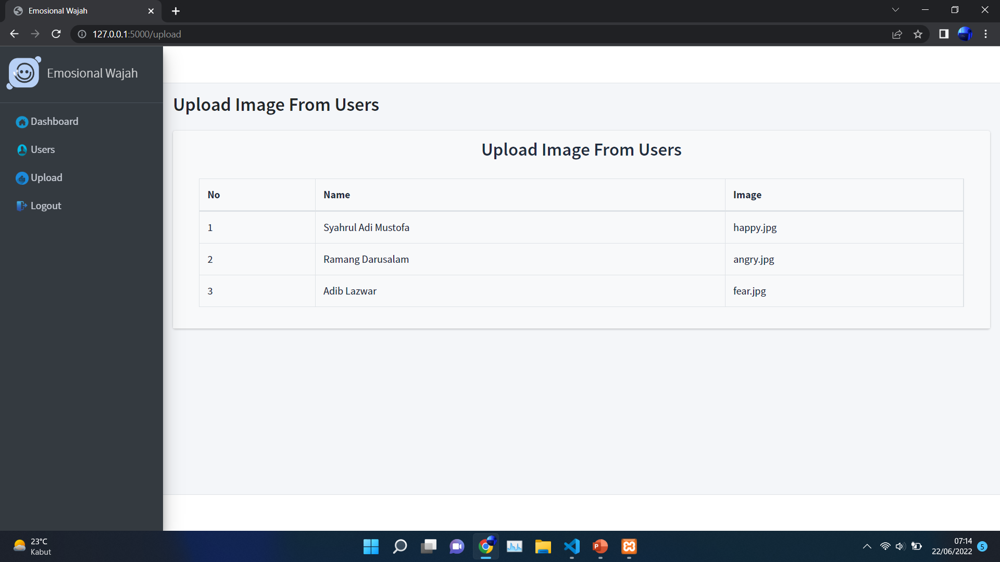 Emosional Wajah
127.0.0.1:5000/upload
Emosional Wajah
Dashboard
Users
Upload
Logout
Upload Image From Users
Upload Image From Users
No Name Image
1 Syahrul Adi Mustofa happy.jpg
2 Ramang Darusalam angry.jpg
3 Adib Lazwar fear.jpg
23°C
Kabut
07:14
22/06/2022
5